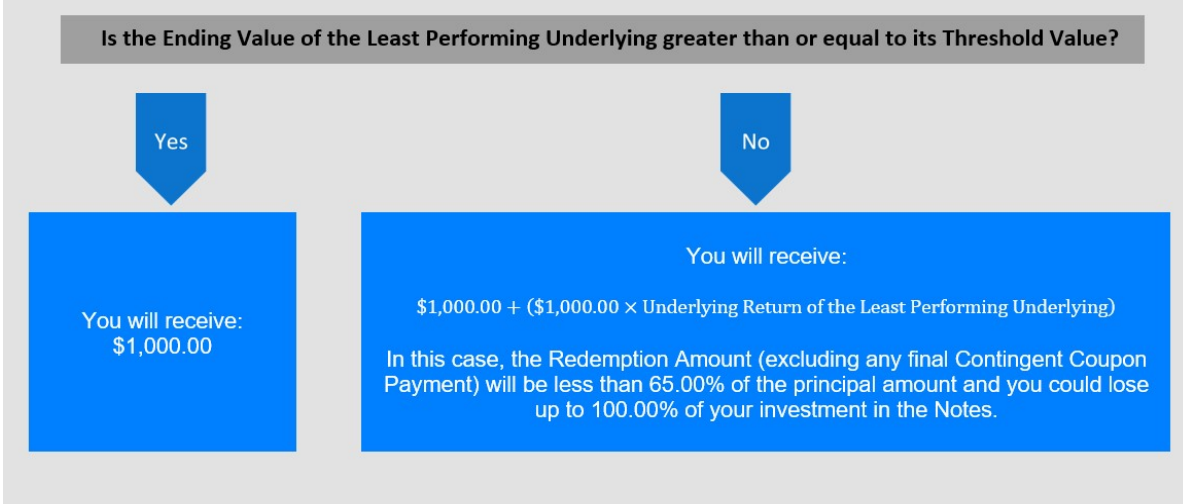 Is the Ending Value of the Least Performing Underlying greater than or equal to its Threshold Value?
Yes
No
You will receive:
$1,000.00
You will receive:
$1,000.00 + ($1,000.00 × Underlying Return of the Least Performing Underlying)
In this case, the Redemption Amount (excluding any final Contingent Coupon
Payment) will be less than 65.00% of the principal amount and you could lose
up to 100.00% of your investment in the Notes.